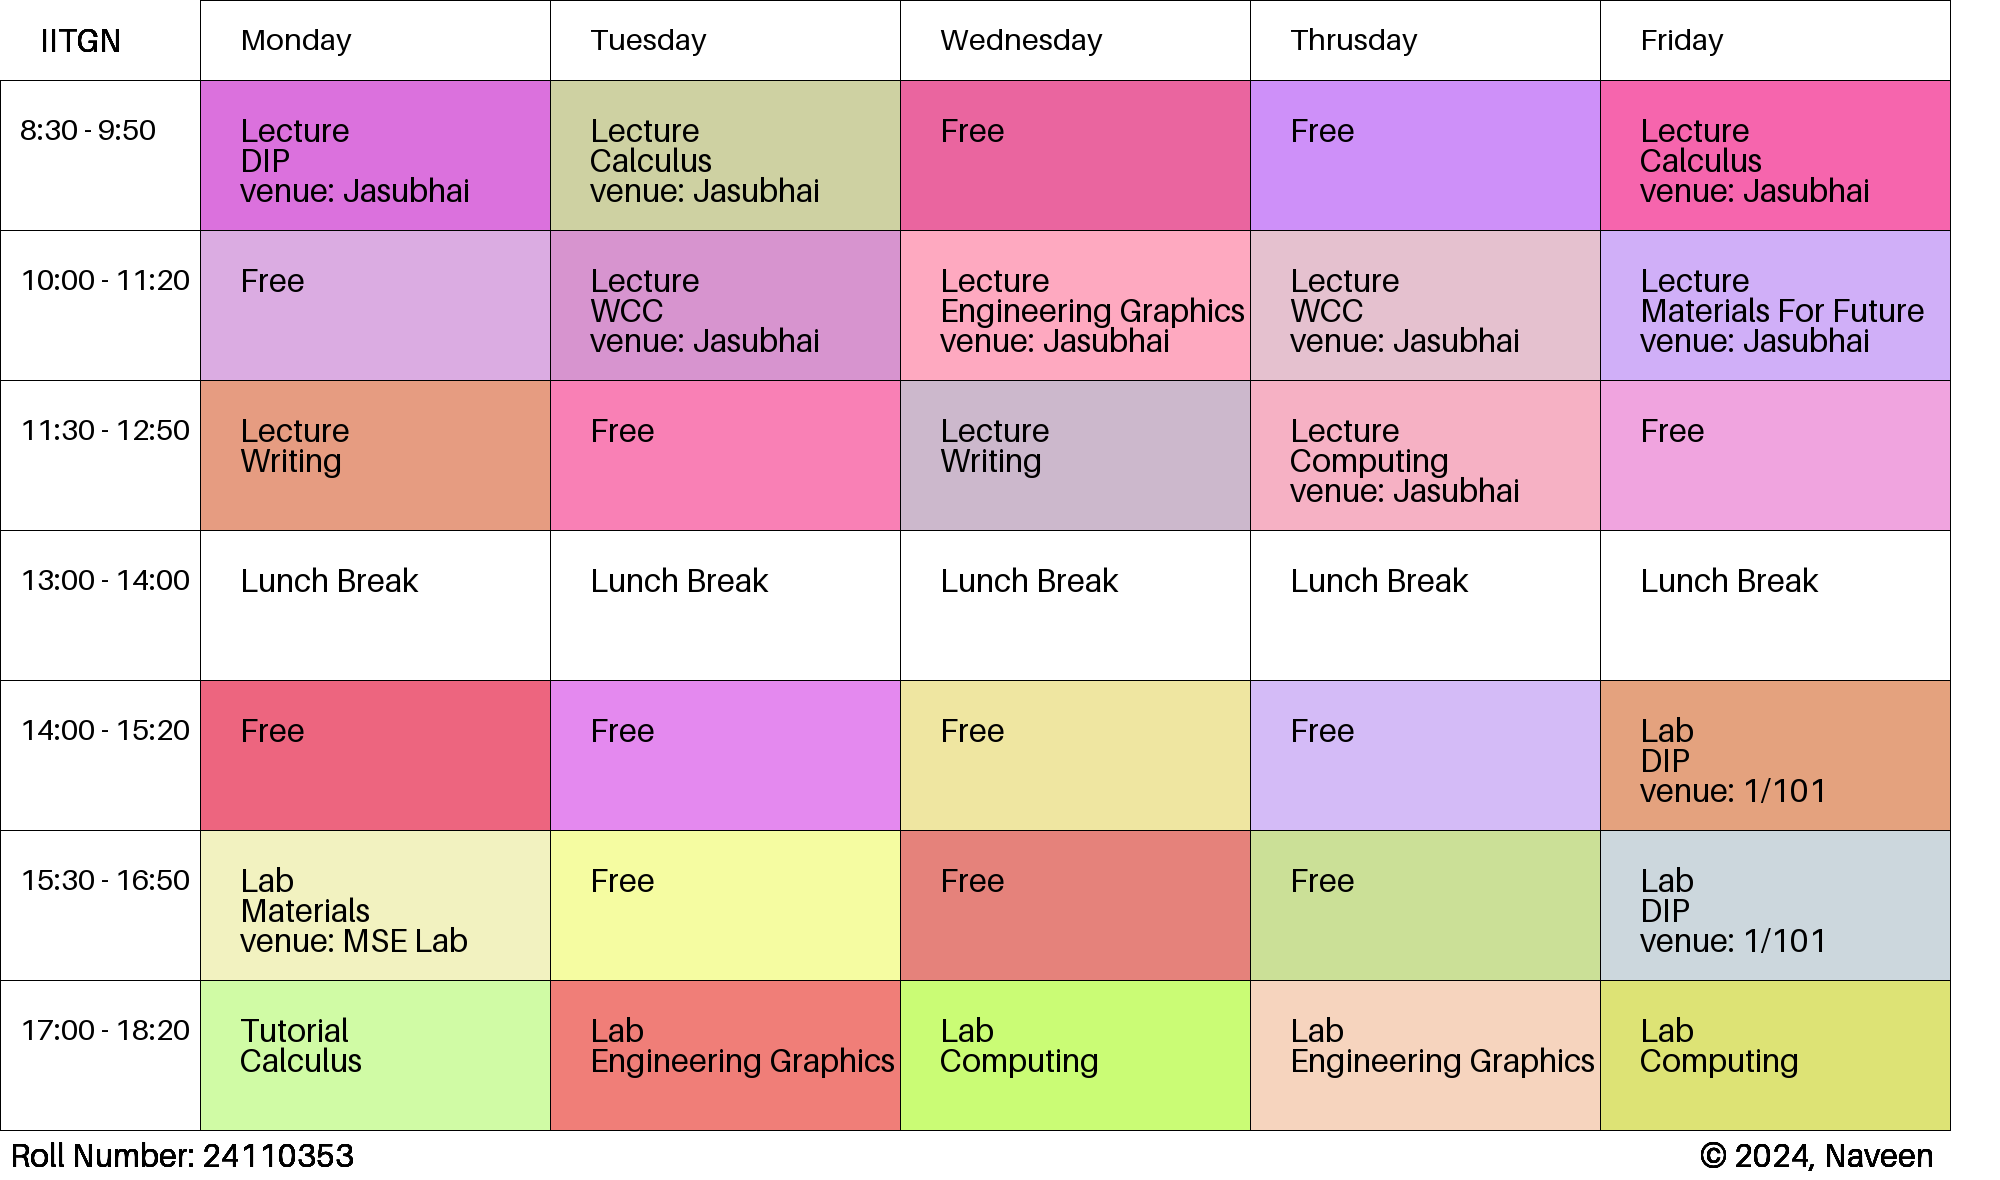 IITGN
Monday
Tuesday
Wednesday
Thrusday
Friday
8:30 - 9:50
Lecture
DIP
venue: Jasubhai
Lecture
Calculus
venue: Jasubhai
Free
Free
Lecture
Calculus
venue: Jasubhai
10:00 - 11:20
Free
Lecture
WCC
venue: Jasubhai
Lecture
Engineering Graphics
venue: Jasubhai
Lecture
WCC
venue: Jasubhai
Lecture
Materials For Future
venue: Jasubhai
11:30 - 12:50
Lecture
Writing
Free
Lecture
Writing
Lecture
Computing
venue: Jasubhai
Free
13:00 - 14:00
Lunch Break
Lunch Break
Lunch Break
Lunch Break
Lunch Break
14:00 - 15:20
Free
Free
Free
Free
Lab
DIP
venue: 1/101
15:30 - 16:50
Lab
Materials
venue: MSE Lab
Free
Free
Free
Lab
DIP
venue: 1/101
17:00 - 18:20
Tutorial
Calculus
Lab
Engineering Graphics
Lab
Computing
Lab
Engineering Graphics
Lab
Computing
Roll Number: 24110353
© 2024, Naveen